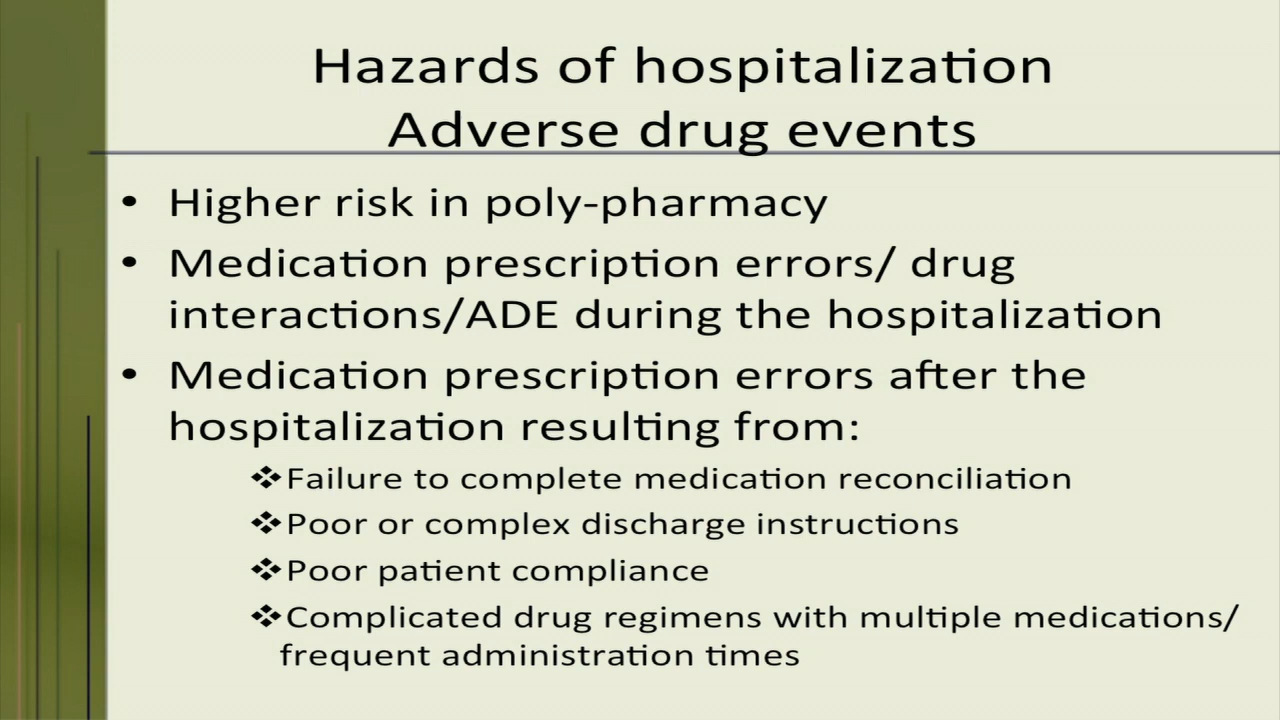 Hazards of hospitalization
Adverse drug events
• Higher risk in poly-pharmacy
• Medication prescription errors/ drug
interactions/ADE during the hospitalization
• Medication prescription errors after the
hospitalization resulting from:
❖Failure to complete medication reconciliation
❖Poor or complex discharge instructions
❖Poor patient compliance
❖Complicated drug regimens with multiple medications/
frequent administration times